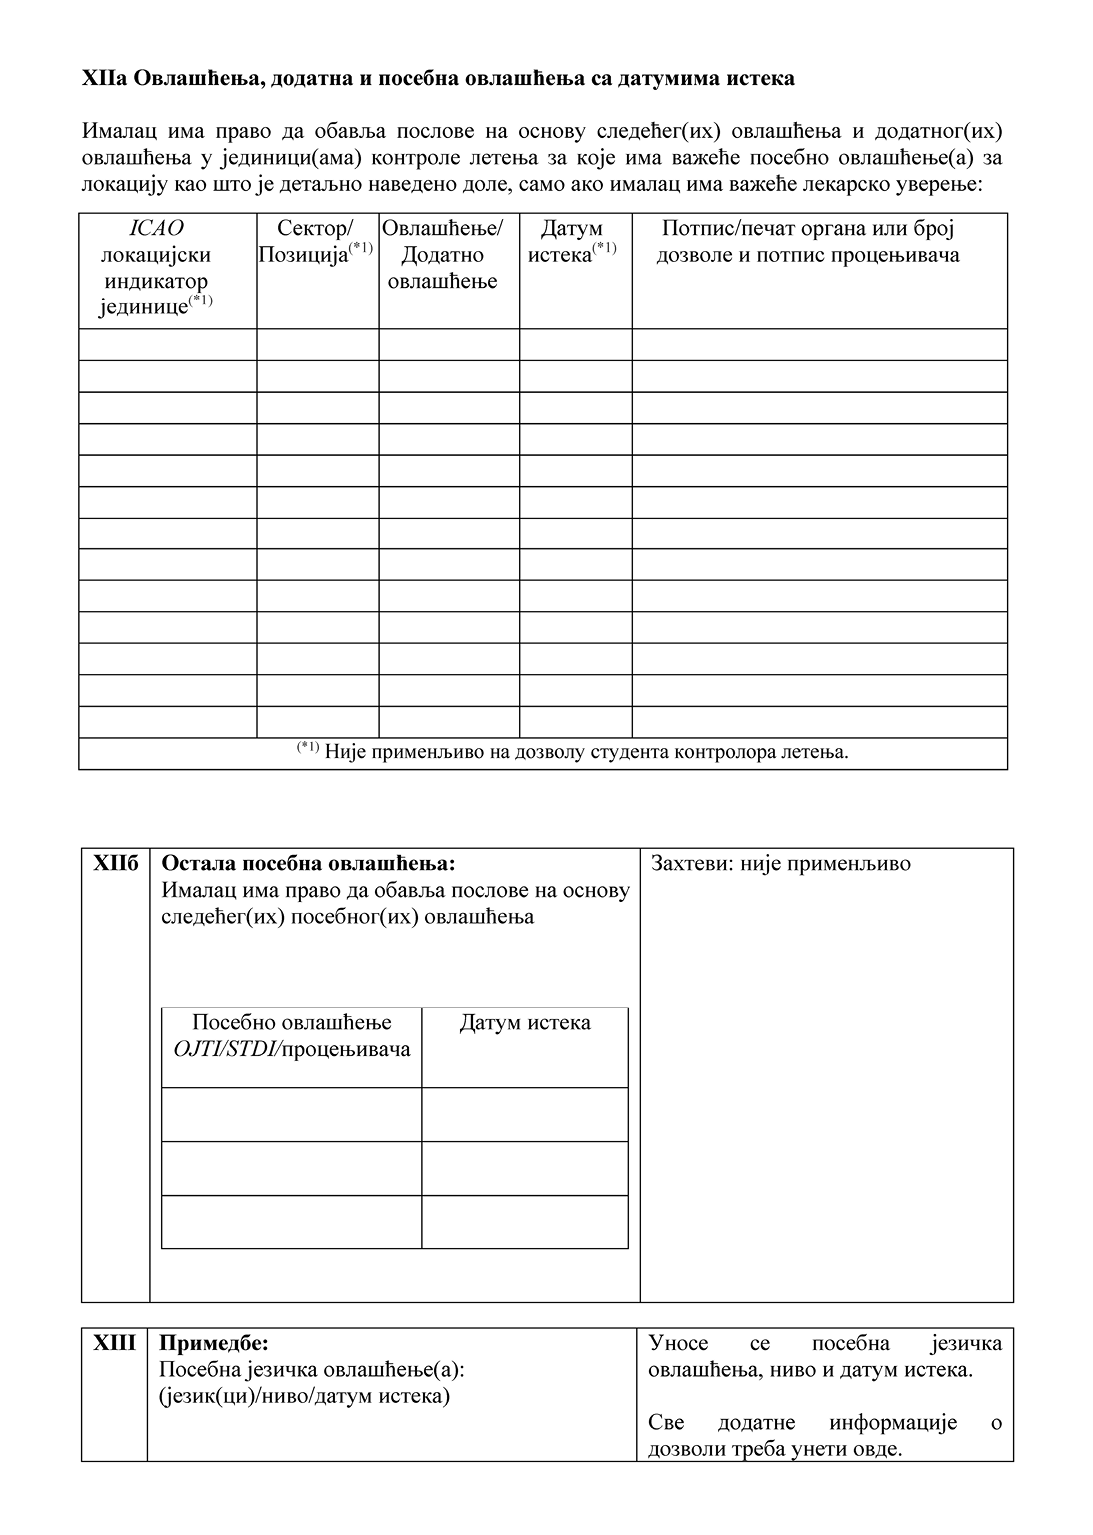 XIIа Овлашћења, додатна и посебна овлашћења са датумима истека
Ималац има право да обавља послове на основу следећег(их) овлашћења и додатног(их)
овлашћења у јединици(ама) контроле летења за које има важеће посебно овлашћење(а) за
локацију као што је детаљно наведено доле, само ако ималац има важеће лекарско уверење:
ICAO
локацијски
индикатор
јединице(*1)
Сектор/
Позиција(*1)
Овлашћење/
Додатно
овлашћење
Датум
истека(*1)
Потпис/печат органа или број
дозволе и потпис процењивача
(*1) Није применљиво на дозволу студента контролора летења.
XIIб
Остала посебна овлашћења:
Ималац има право да обавља послове на основу
следећег(их) посебног(их) овлашћења
Посебно овлашћење
OJTI/STDI/процењивача
Датум истека
Захтеви: није применљиво
XIII
Примедбе:
Посебна језичка овлашћење(а):
(језик(ци)/ниво/датум истека)
Уносе се посебна језичка
овлашћења, ниво и датум истека.
Све додатне информације о
дозволи треба унети овде.